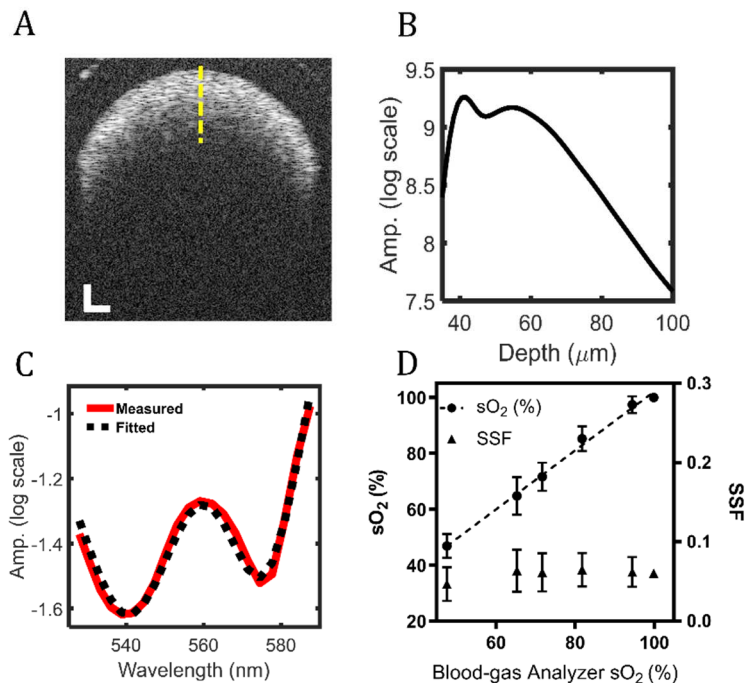 A
B
9.5
9
8.5
8
7.5
Amp. (log scale)
40
60
80
100
Depth (μm)
C
Measured
Fitted
-1
-1.2
-1.4
-1.6
Amp. (log scale)
540
560
580
Wavelength (nm)
D
sO₂ (%)
SSF
100
80
60
40
20
sO₂ (%)
0.3
0.2
0.1
0.0
SSF
60
80
100
Blood-gas Analyzer sO₂ (%)